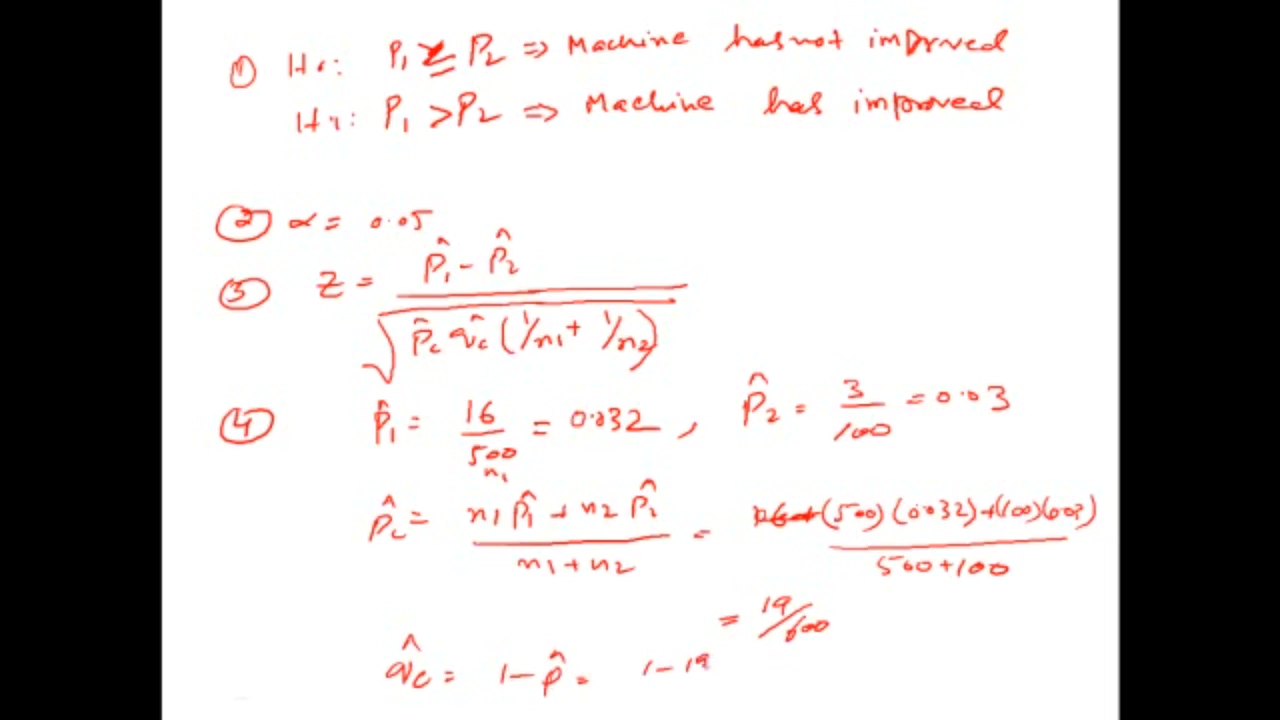 ① H₀: P₁ ≤ P₂ ⇒ Machine has not improved
H₁: P₁ > P₂ ⇒ Machine has improved
② α = 0.05
③ Z = (p̂₁ - p̂₂) / √(p̂c q̂c (1/n₁ + 1/n₂))
④ p̂₁ = 16/500 = 0.032, p̂₂ = 3/100 = 0.03
n₁
p̂c = (n₁ p̂₁ + n₂ p̂₂) / (n₁ + n₂) = ((500)(0.032)+(100)(0.03)) / (500+100)
= 19/600
q̂c = 1 - p̂ = 1 - 19